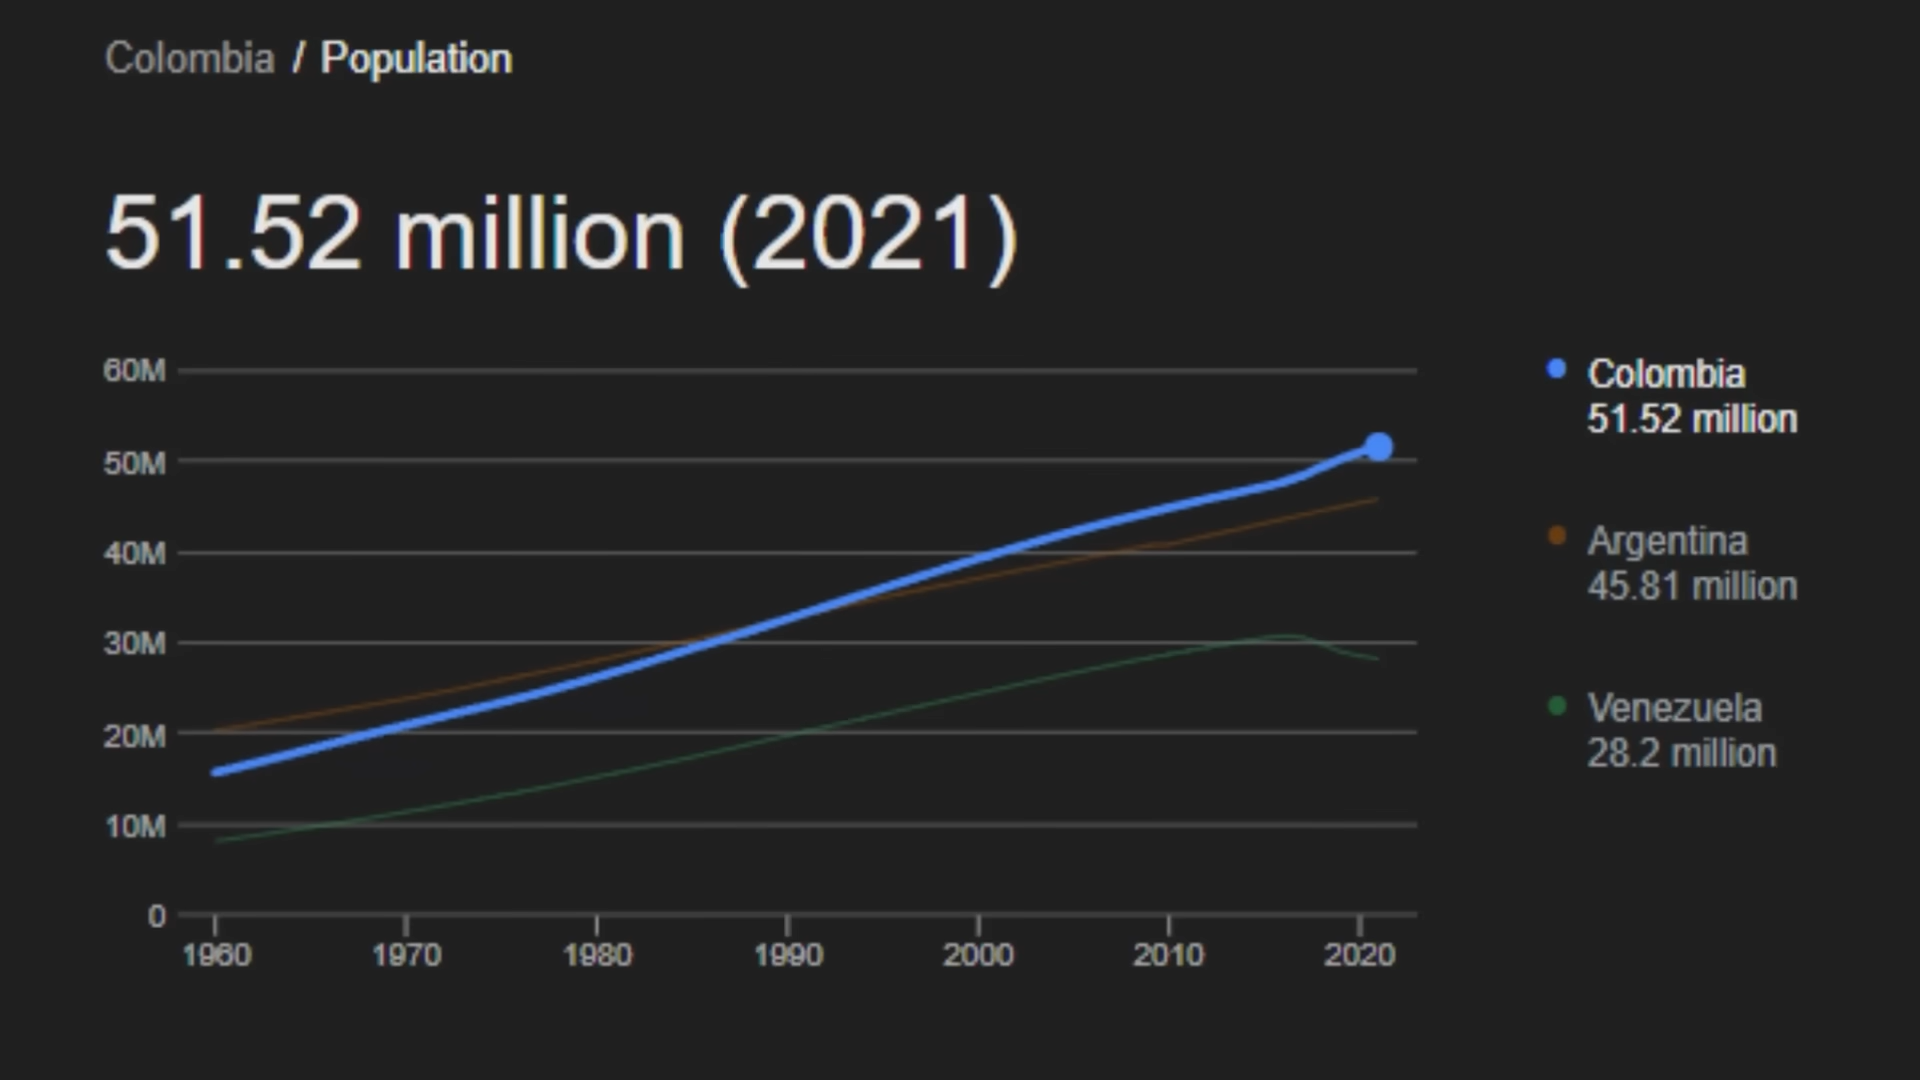 Colombia / Population
51.52 million (2021)
60M
50M
40M
30M
20M
10M
0
1960 1970 1980 1990 2000 2010 2020
Colombia
51.52 million
Argentina
45.81 million
Venezuela
28.2 million